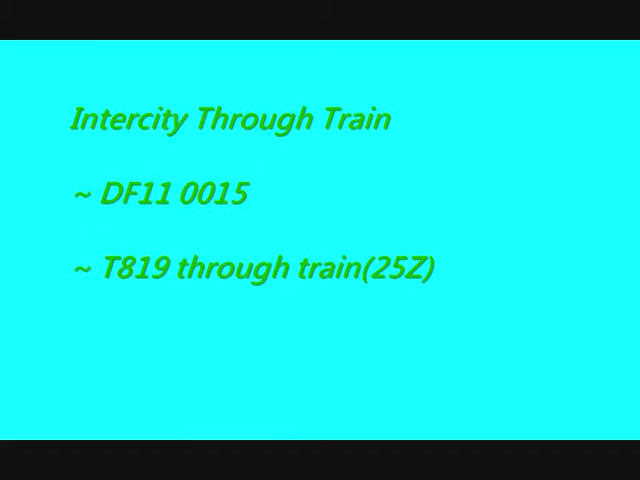 Intercity Through Train
~ DF11 0015
~ T819 through train(25Z)